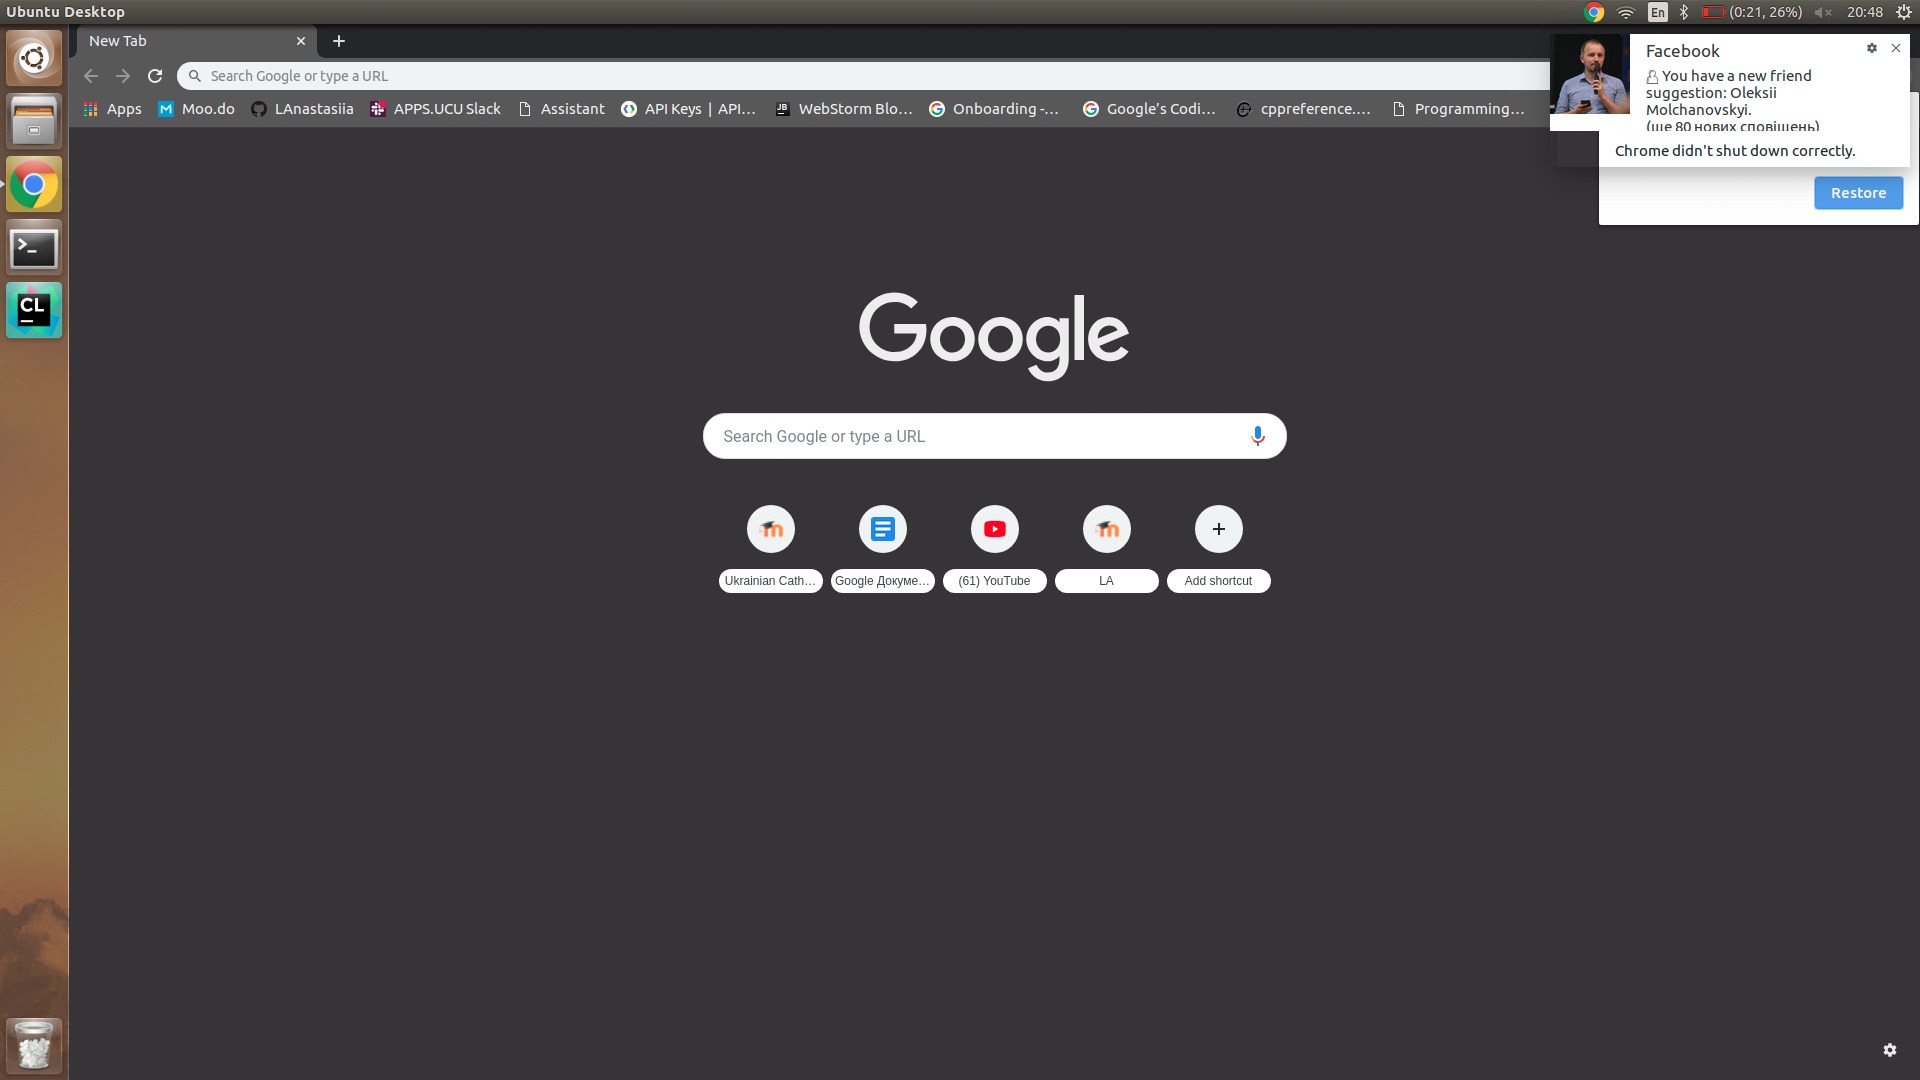 Ubuntu Desktop
En
(0:21, 26%)
20:48
New Tab
Search Google or type a URL
Apps
Moo.do
LAnastasiia
APPS.UCU Slack
Assistant
API Keys | API...
WebStorm Blo...
Onboarding -...
Google's Codi...
cppreference....
Programming...
Facebook
You have a new friend
suggestion: Oleksii
Molchanovskyi.
(ще 80 нових сповіщень)
Chrome didn't shut down correctly.
Restore
CL
Google
Search Google or type a URL
Ukrainian Cath...
Google Докуме...
(61) YouTube
LA
Add shortcut